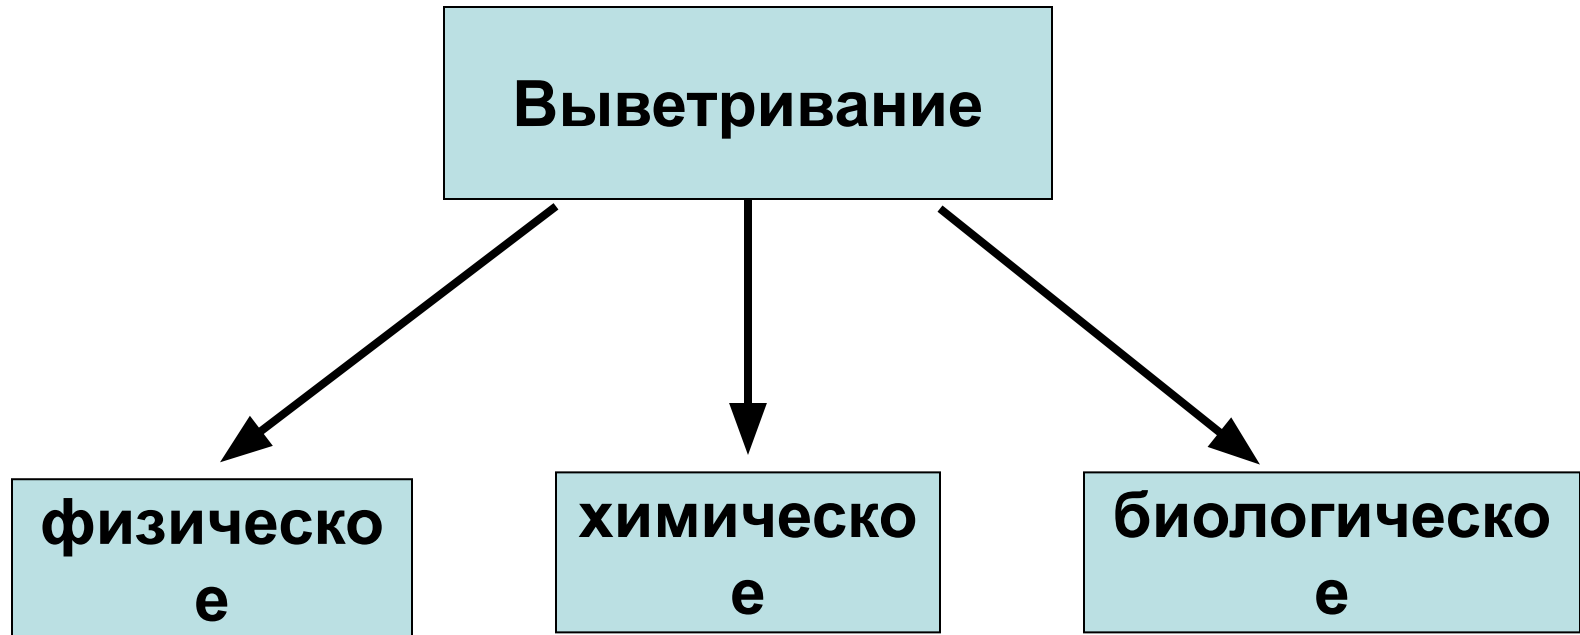 Выветривание
физическо
е
химическо
е
биологическо
е